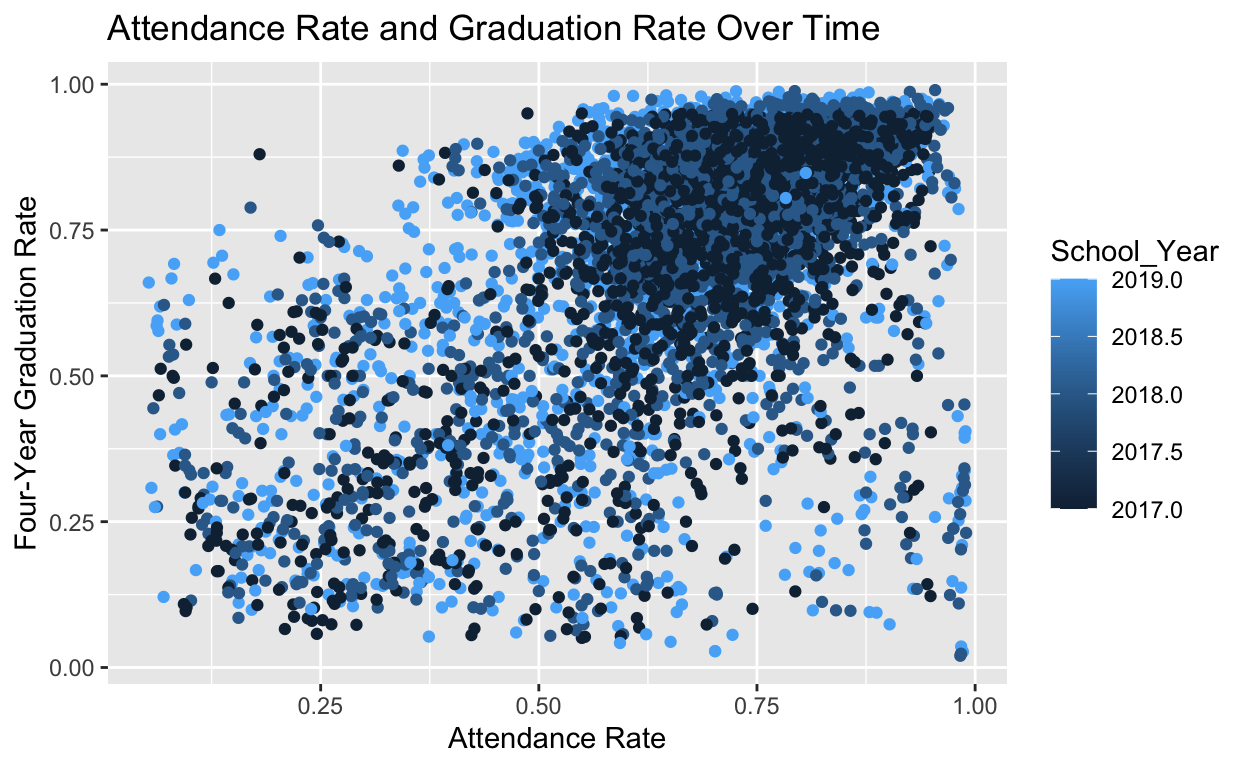 Attendance Rate and Graduation Rate Over Time
1.00
0.75
0.50
0.25
0.00
Four-Year Graduation Rate
0.25 0.50 0.75 1.00
Attendance Rate
School_Year
2019.0
2018.5
2018.0
2017.5
2017.0